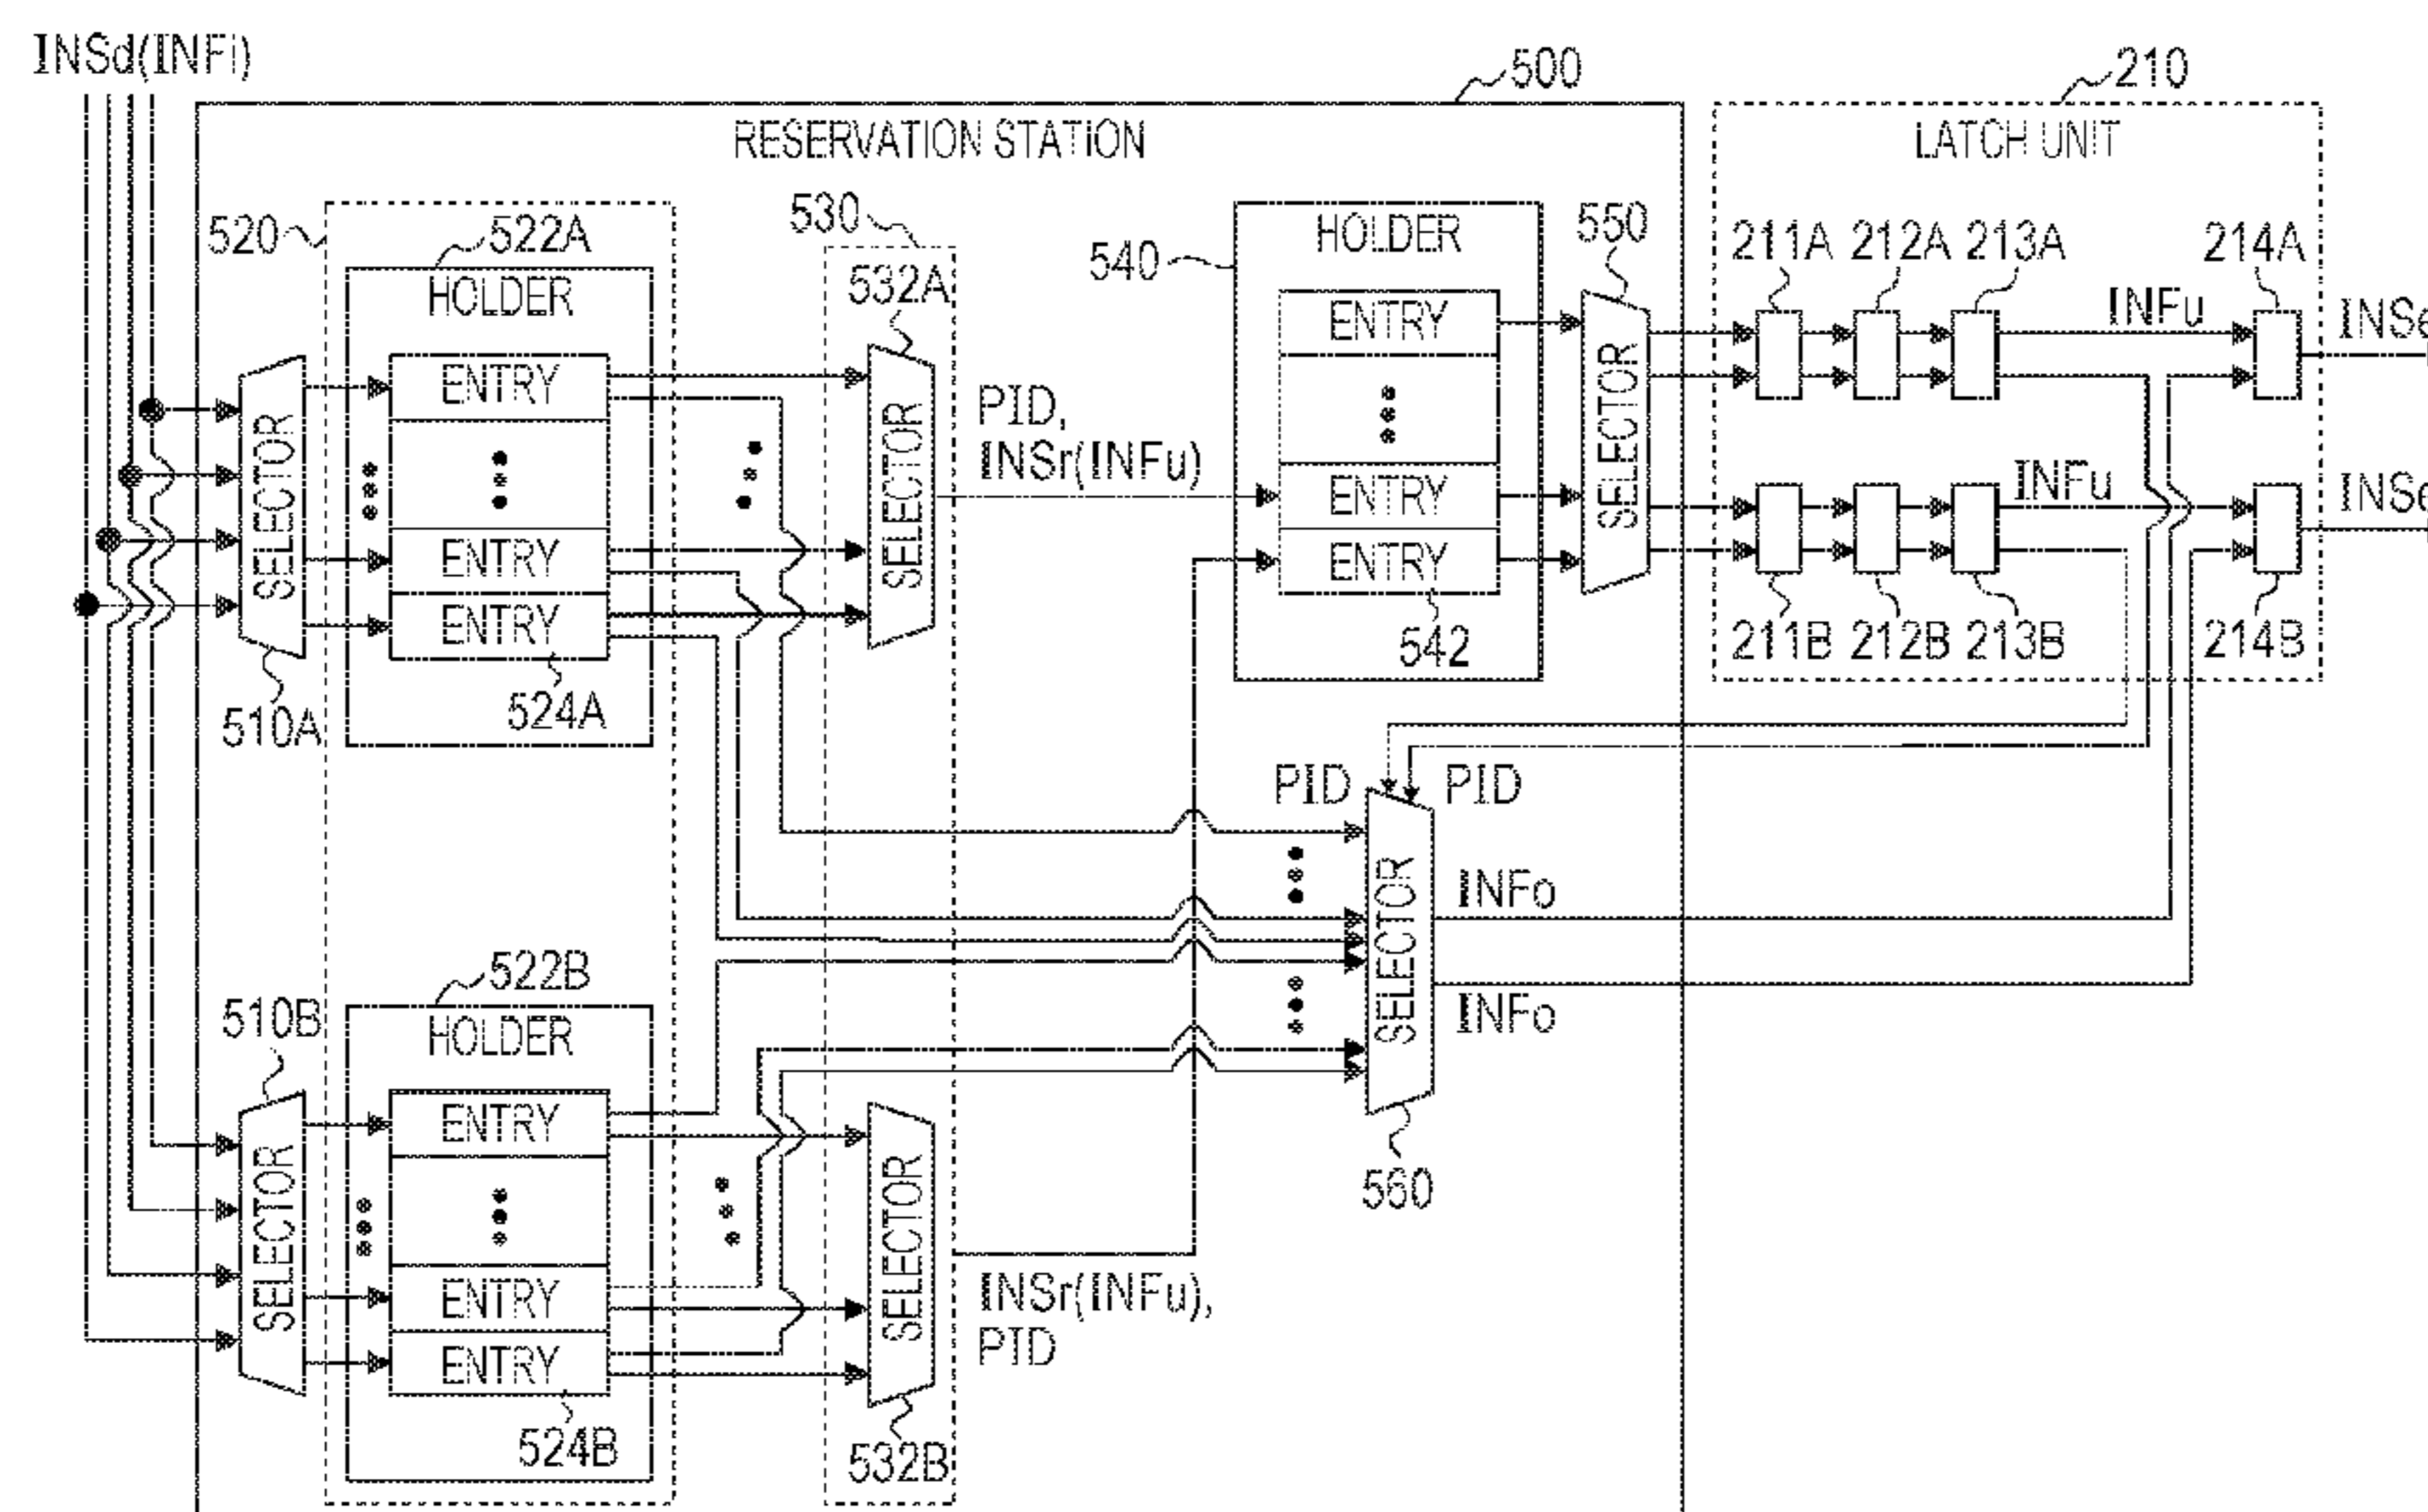 INSd(INFi)
500
210
RESERVATION STATION
LATCH UNIT
520
522A
530
HOLDER
532A
540
HOLDER
550
211A
212A
213A
214A
INFu
INSe
ENTRY
ENTRY
ENTRY
SELECTOR
510A
524A
SELECTOR
PID,
INSr(INFu)
ENTRY
ENTRY
ENTRY
542
SELECTOR
INFu
INSe
211B
212B
213B
214B
PID
PID
SELECTOR
INFo
INFo
560
510B
522B
HOLDER
SELECTOR
ENTRY
ENTRY
ENTRY
524B
SELECTOR
532B
INSr(INFu),
PID